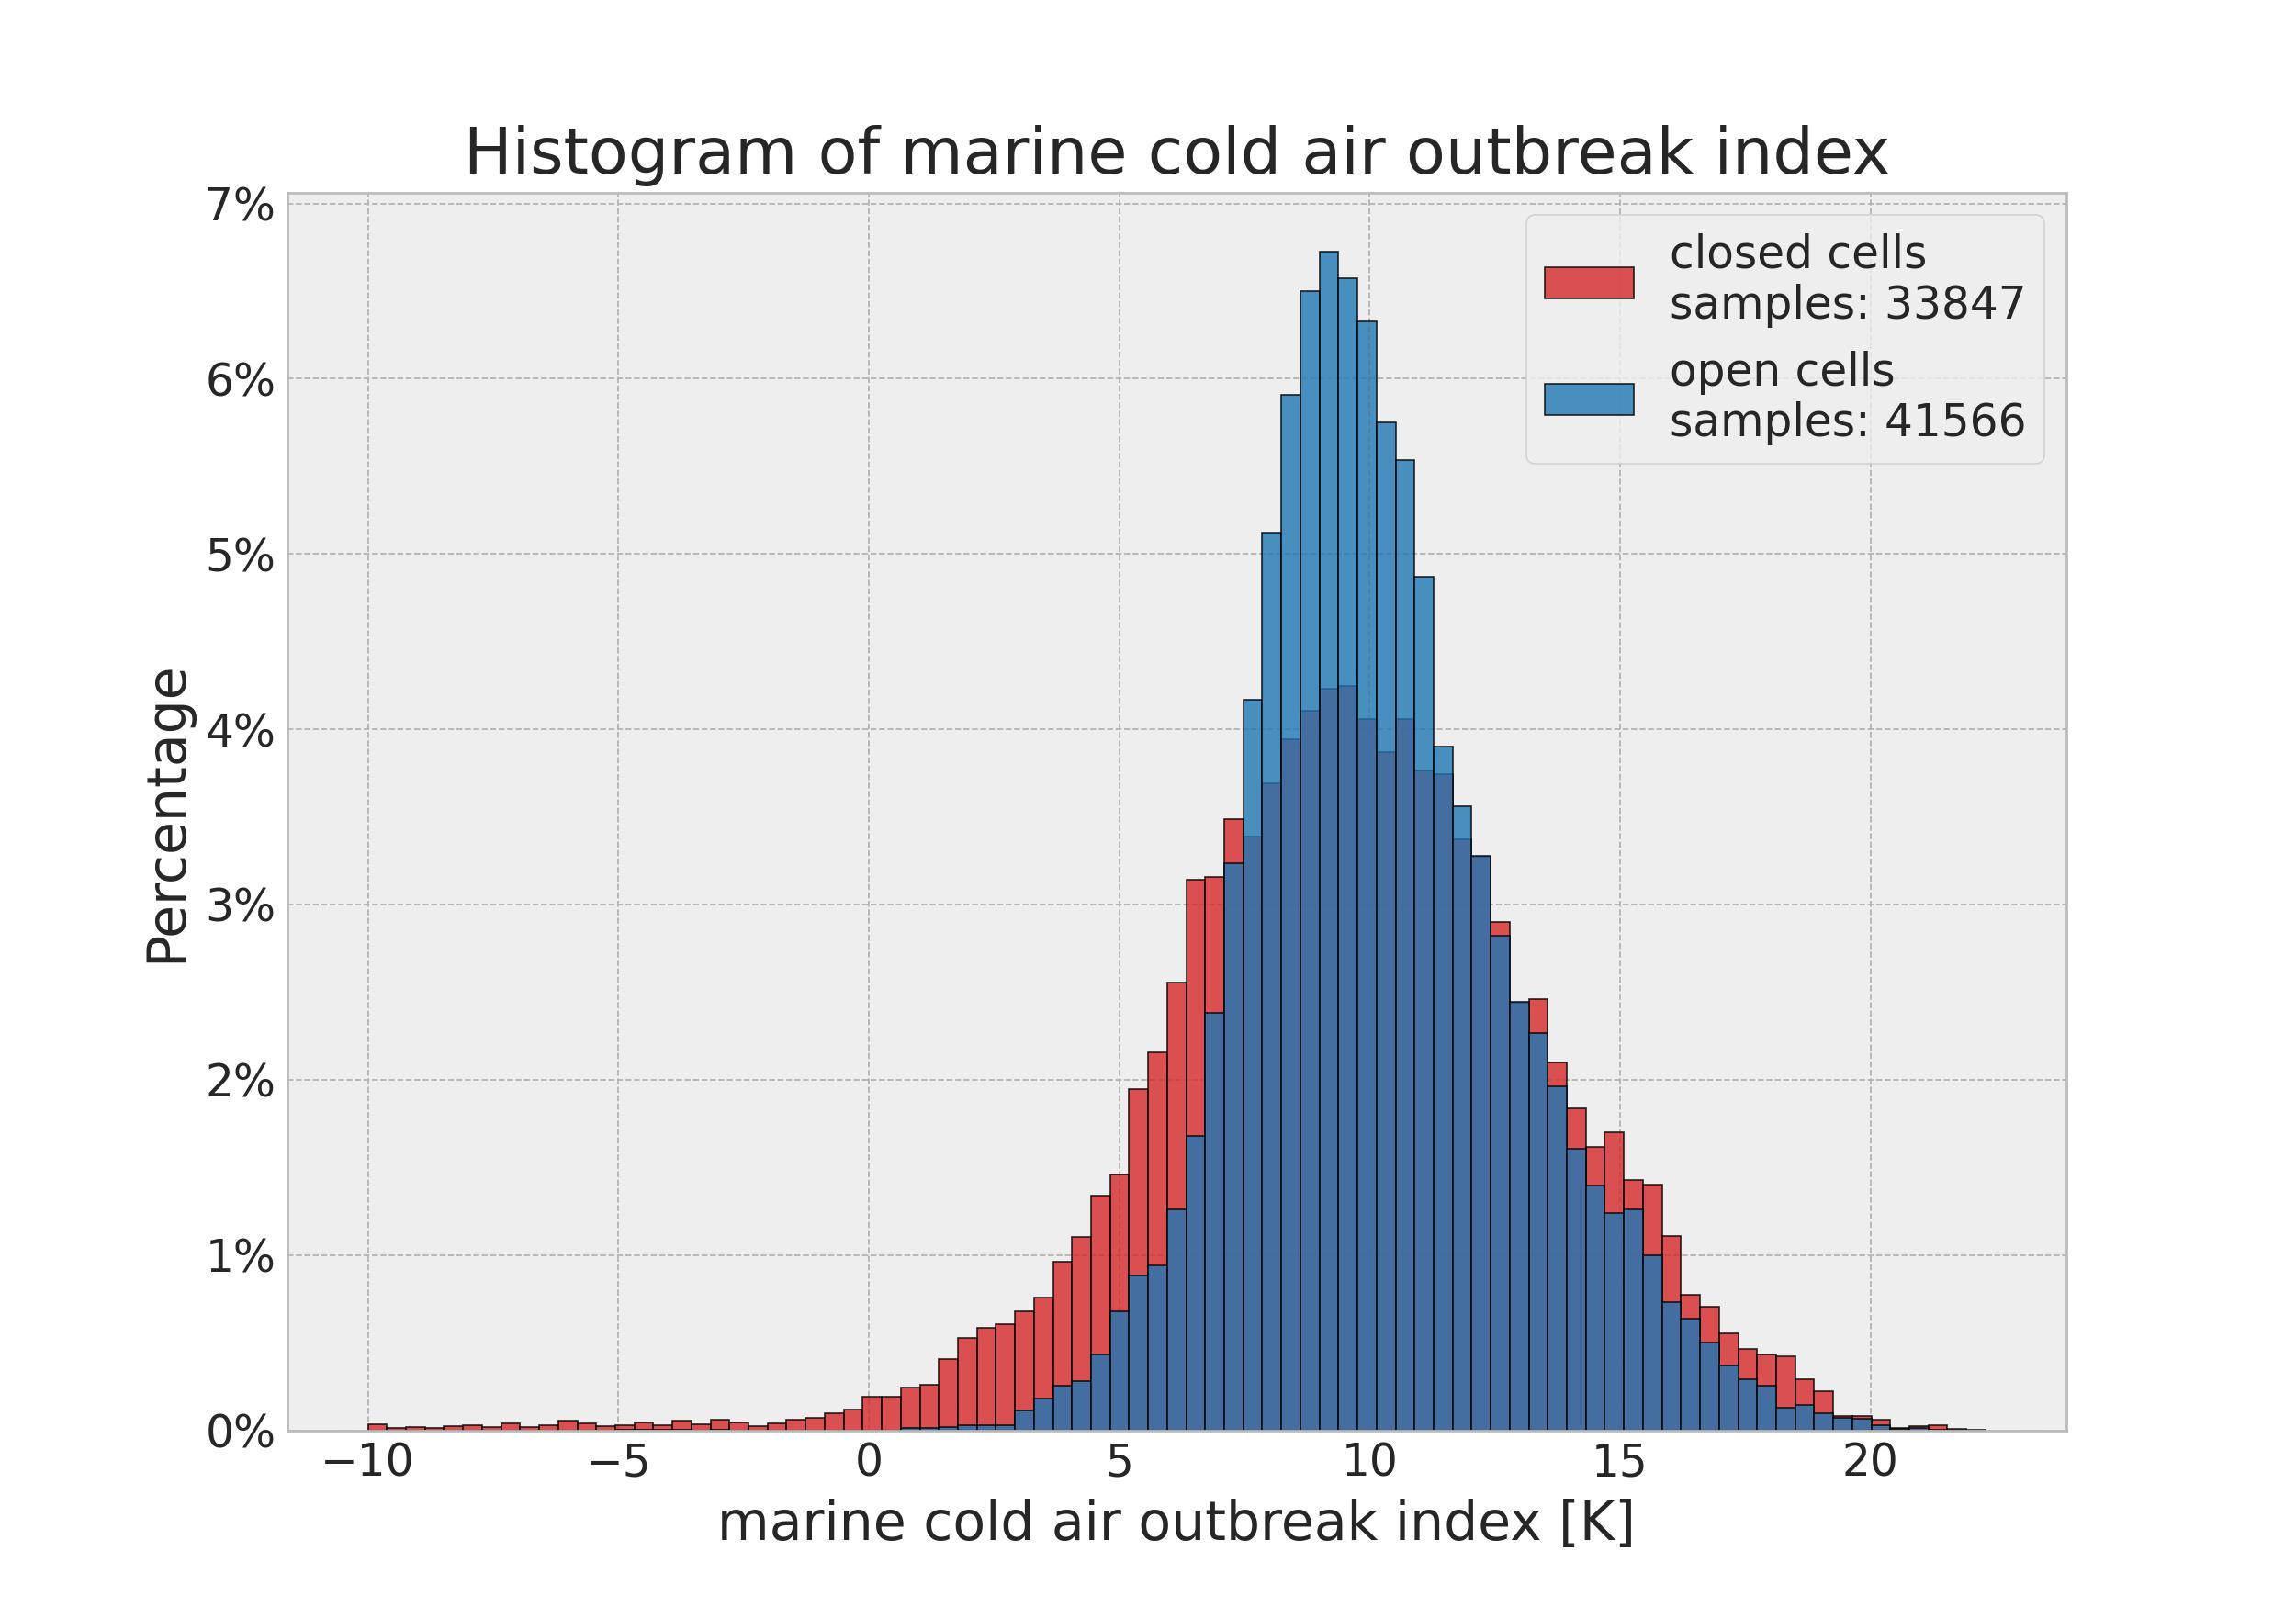 Histogram of marine cold air outbreak index
closed cells
samples: 33847
open cells
samples: 41566
Percentage
7%
6%
5%
4%
3%
2%
1%
0%
−10 −5 0 5 10 15 20
marine cold air outbreak index [K]